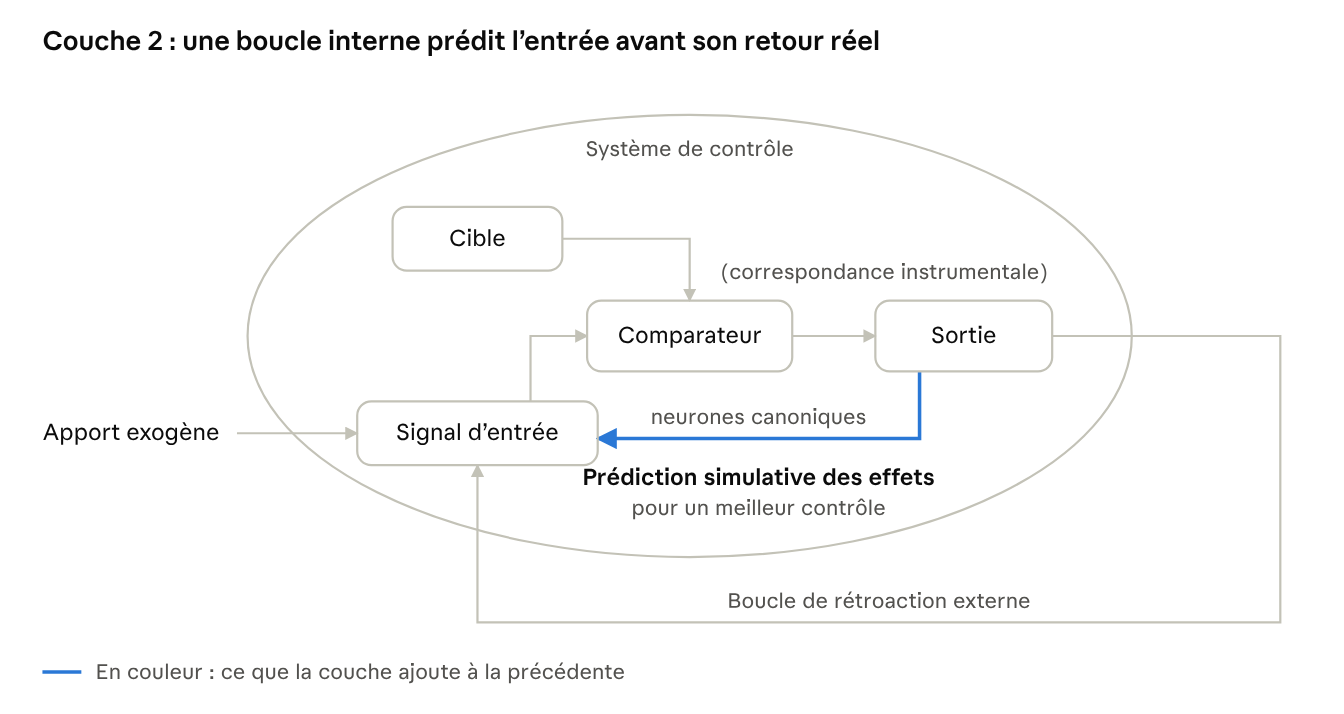 Couche 2 : une boucle interne prédit l’entrée avant son retour réel
Système de contrôle
Cible
(correspondance instrumentale)
Comparateur
Sortie
neurones canoniques
Apport exogène
Signal d’entrée
Prédiction simulative des effets
pour un meilleur contrôle
Boucle de rétroaction externe
En couleur : ce que la couche ajoute à la précédente